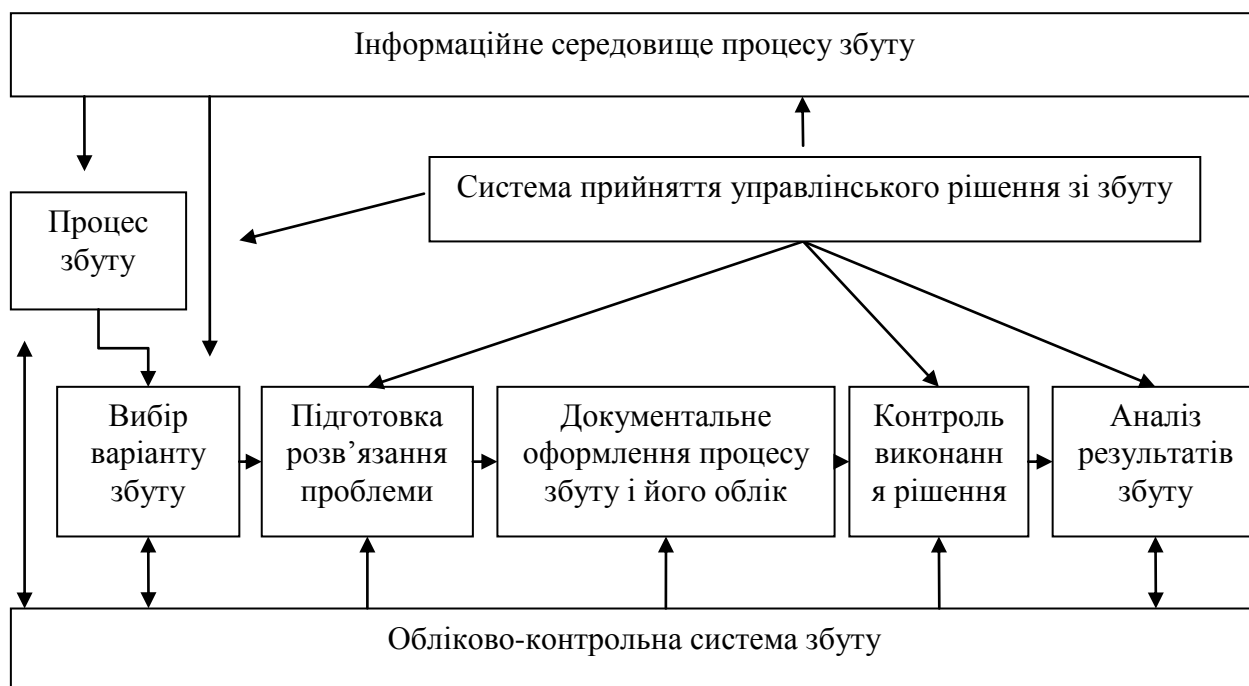 Інформаційне середовище процесу збуту
Система прийняття управлінського рішення зі збуту
Процес
збуту
Вибір
варіанту
збуту
Підготовка
розв’язання
проблеми
Документальне
оформлення процесу
збуту і його облік
Контроль
виконанн
я рішення
Аналіз
результатів
збуту
Обліково-контрольна система збуту